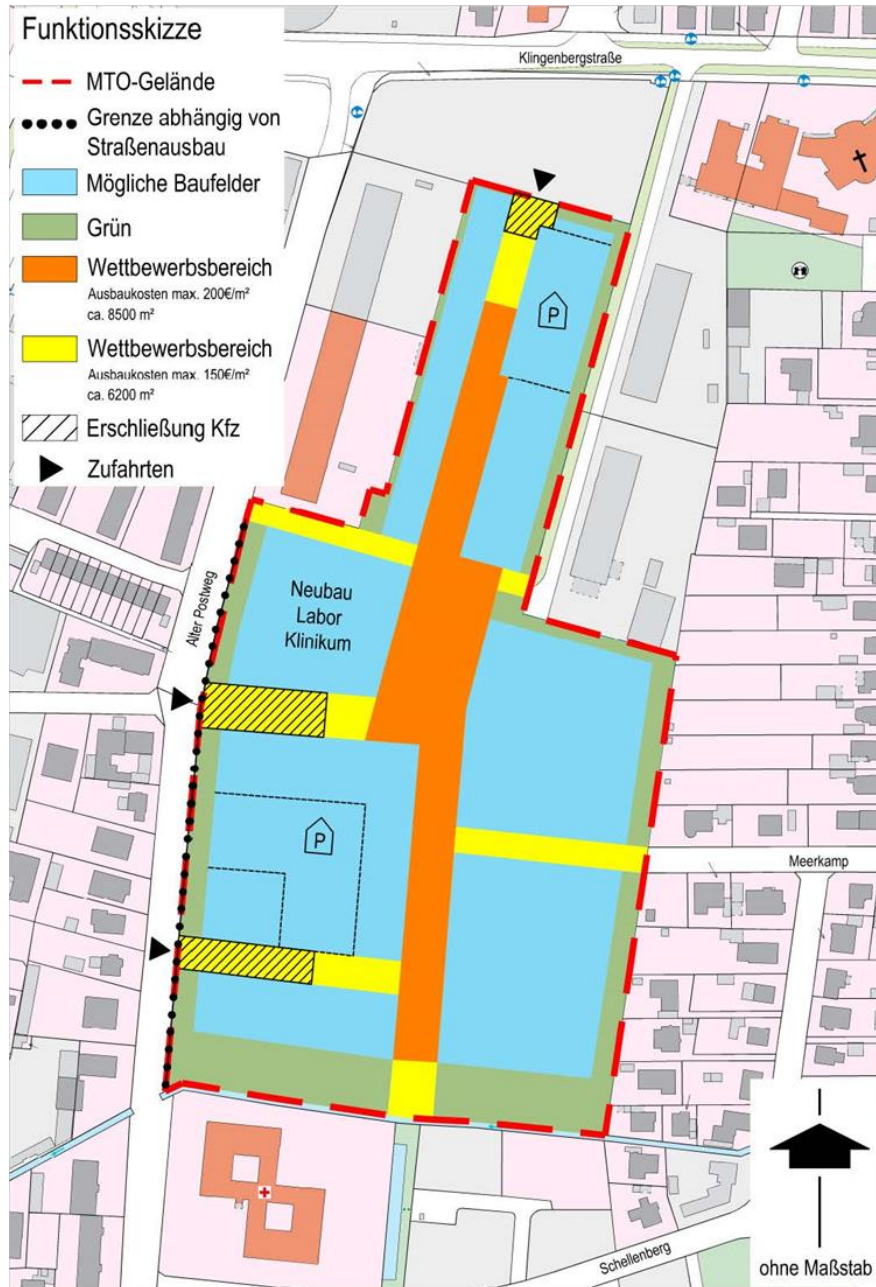 Funktionsskizze
MTO-Gelände
Grenze abhängig von
Straßenausbau
Mögliche Baufelder
Grün
Wettbewerbsbereich
Ausbaukosten max. 200€/m²
ca. 8500 m²
Wettbewerbsbereich
Ausbaukosten max. 150€/m²
ca. 6200 m²
Erschließung Kfz
Zufahrten
Klingenbergstraße
P
Neubau
Labor
Klinikum
Alter Postweg
P
Meerkamp
Schellenberg
ohne Maßstab